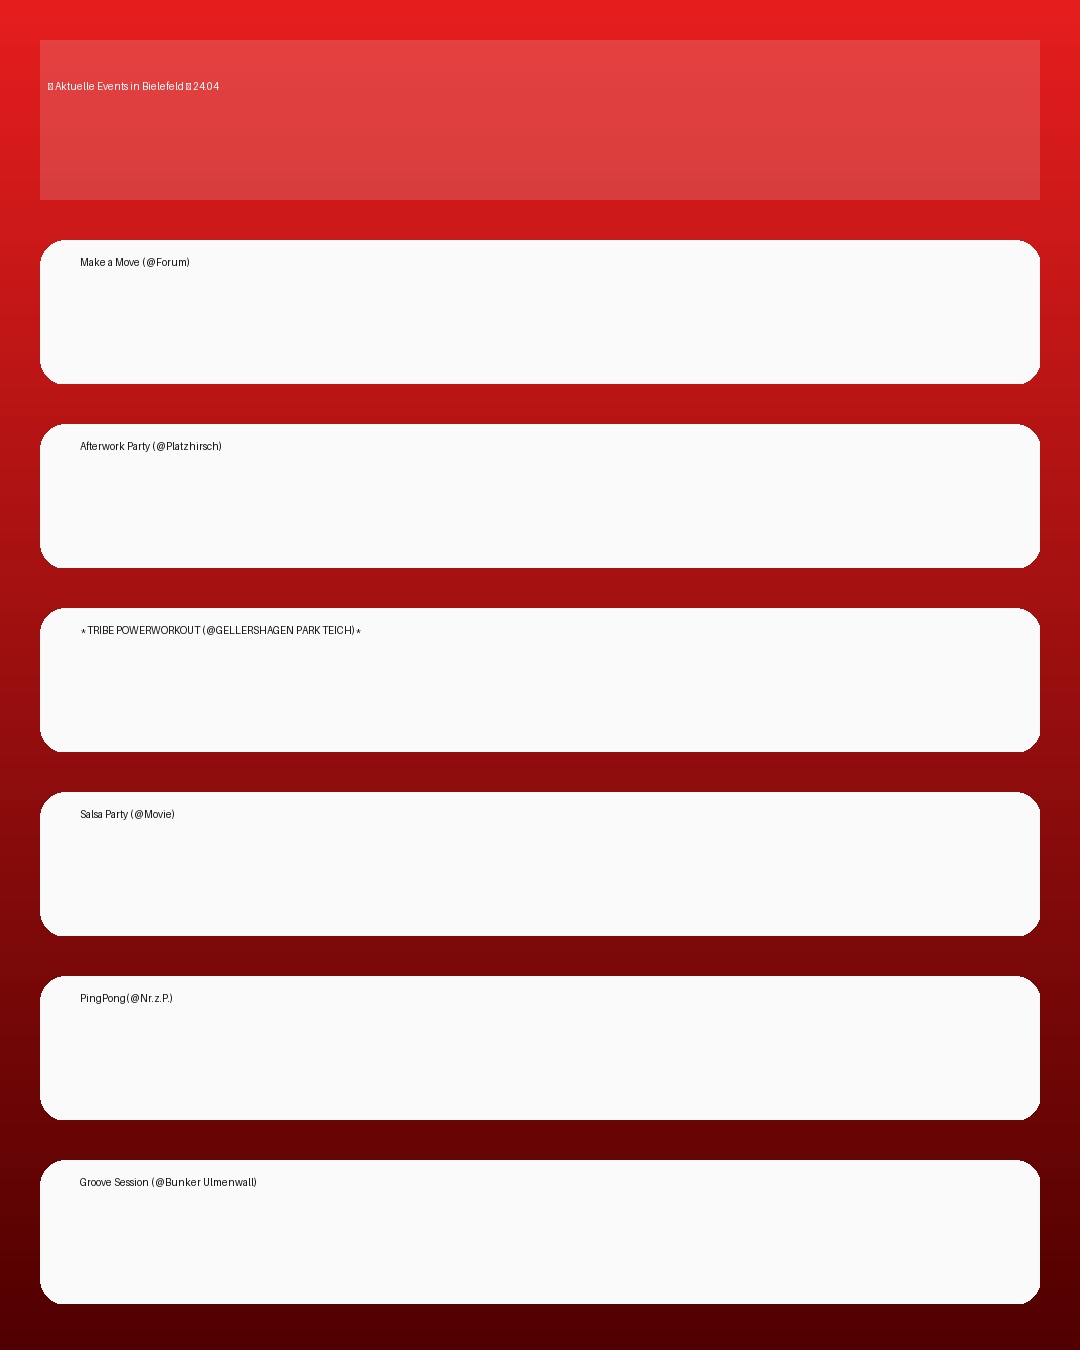 Aktuelle Events in Bielefeld 24.04
Make a Move (@Forum)
Afterwork Party (@Platzhirsch)
* TRIBE POWERWORKOUT (@GELLERSHAGEN PARK TEICH) *
Salsa Party (@Movie)
PingPong(@Nr.z.P.)
Groove Session (@Bunker Ulmenwall)